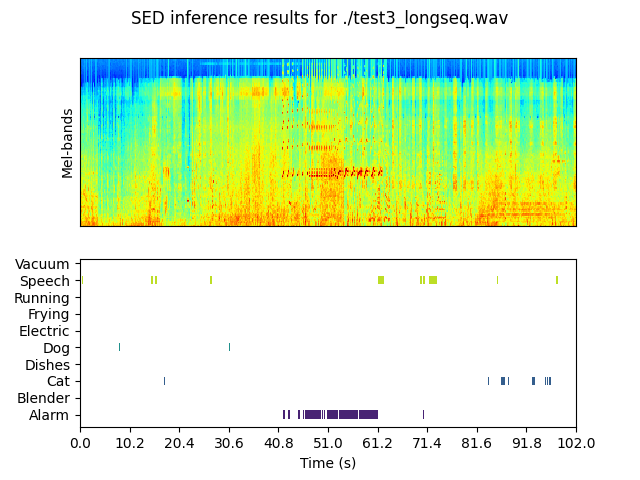 SED inference results for ./test3_longseq.wav
Mel-bands
Vacuum
Speech
Running
Frying
Electric
Dog
Dishes
Cat
Blender
Alarm
0.0 10.2 20.4 30.6 40.8 51.0 61.2 71.4 81.6 91.8 102.0
Time (s)